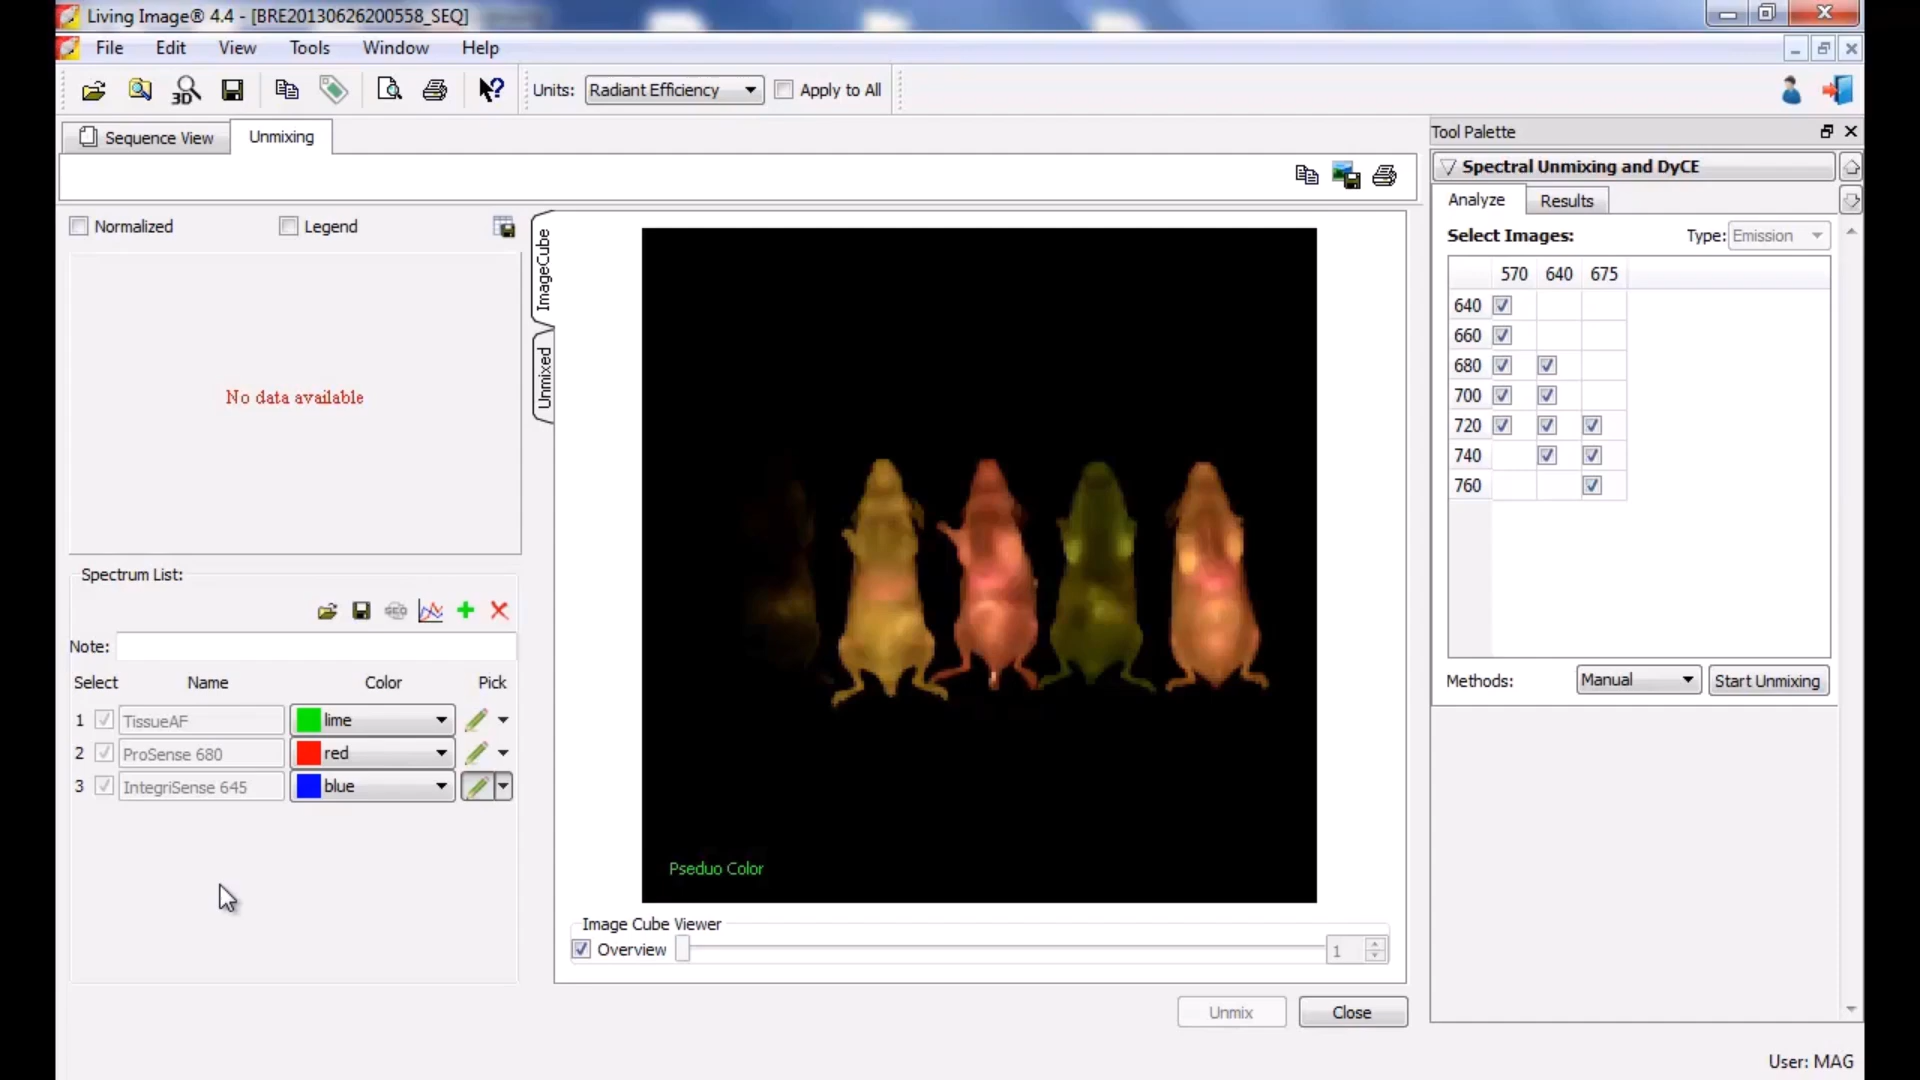 Living Image® 4.4 - [BRE20130626200558_SEQ]
File Edit View Tools Window Help
3D
Units: Radiant Efficiency Apply to All
Sequence View Unmixing
Normalized Legend
No data available
Spectrum List:
SEQ
Note:
Select Name Color Pick
1 TissueAF lime
2 ProSense 680 red
3 IntegriSense 645 blue
ImageCube
Unmixed
Pseduo Color
Image Cube Viewer
Overview 1
Unmix Close
Tool Palette
Spectral Unmixing and DyCE
Analyze Results
Select Images: Type: Emission
570 640 675
640
660
680
700
720
740
760
Methods: Manual Start Unmixing
User: MAG